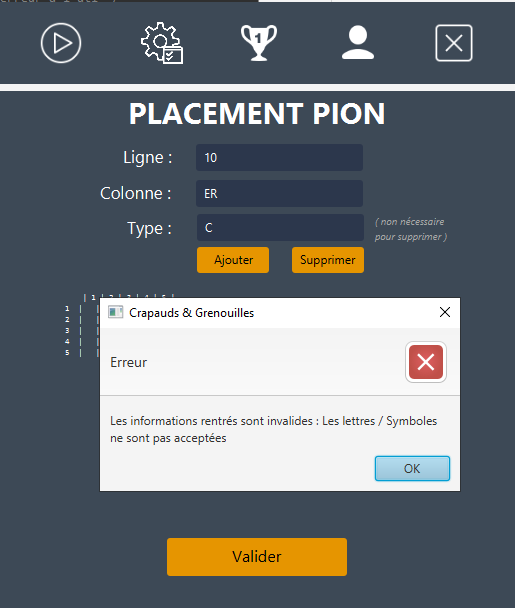 1
PLACEMENT PION
Ligne : 10
Colonne : ER
Type : C
( non nécessaire
pour supprimer )
Ajouter Supprimer
| 1 | 2 | 3 | 4 | 5 |
1 | |
2 | |
3 | |
4 | |
5 | |
Crapauds & Grenouilles
Erreur
Les informations rentrés sont invalides : Les lettres / Symboles
ne sont pas acceptées
OK
Valider